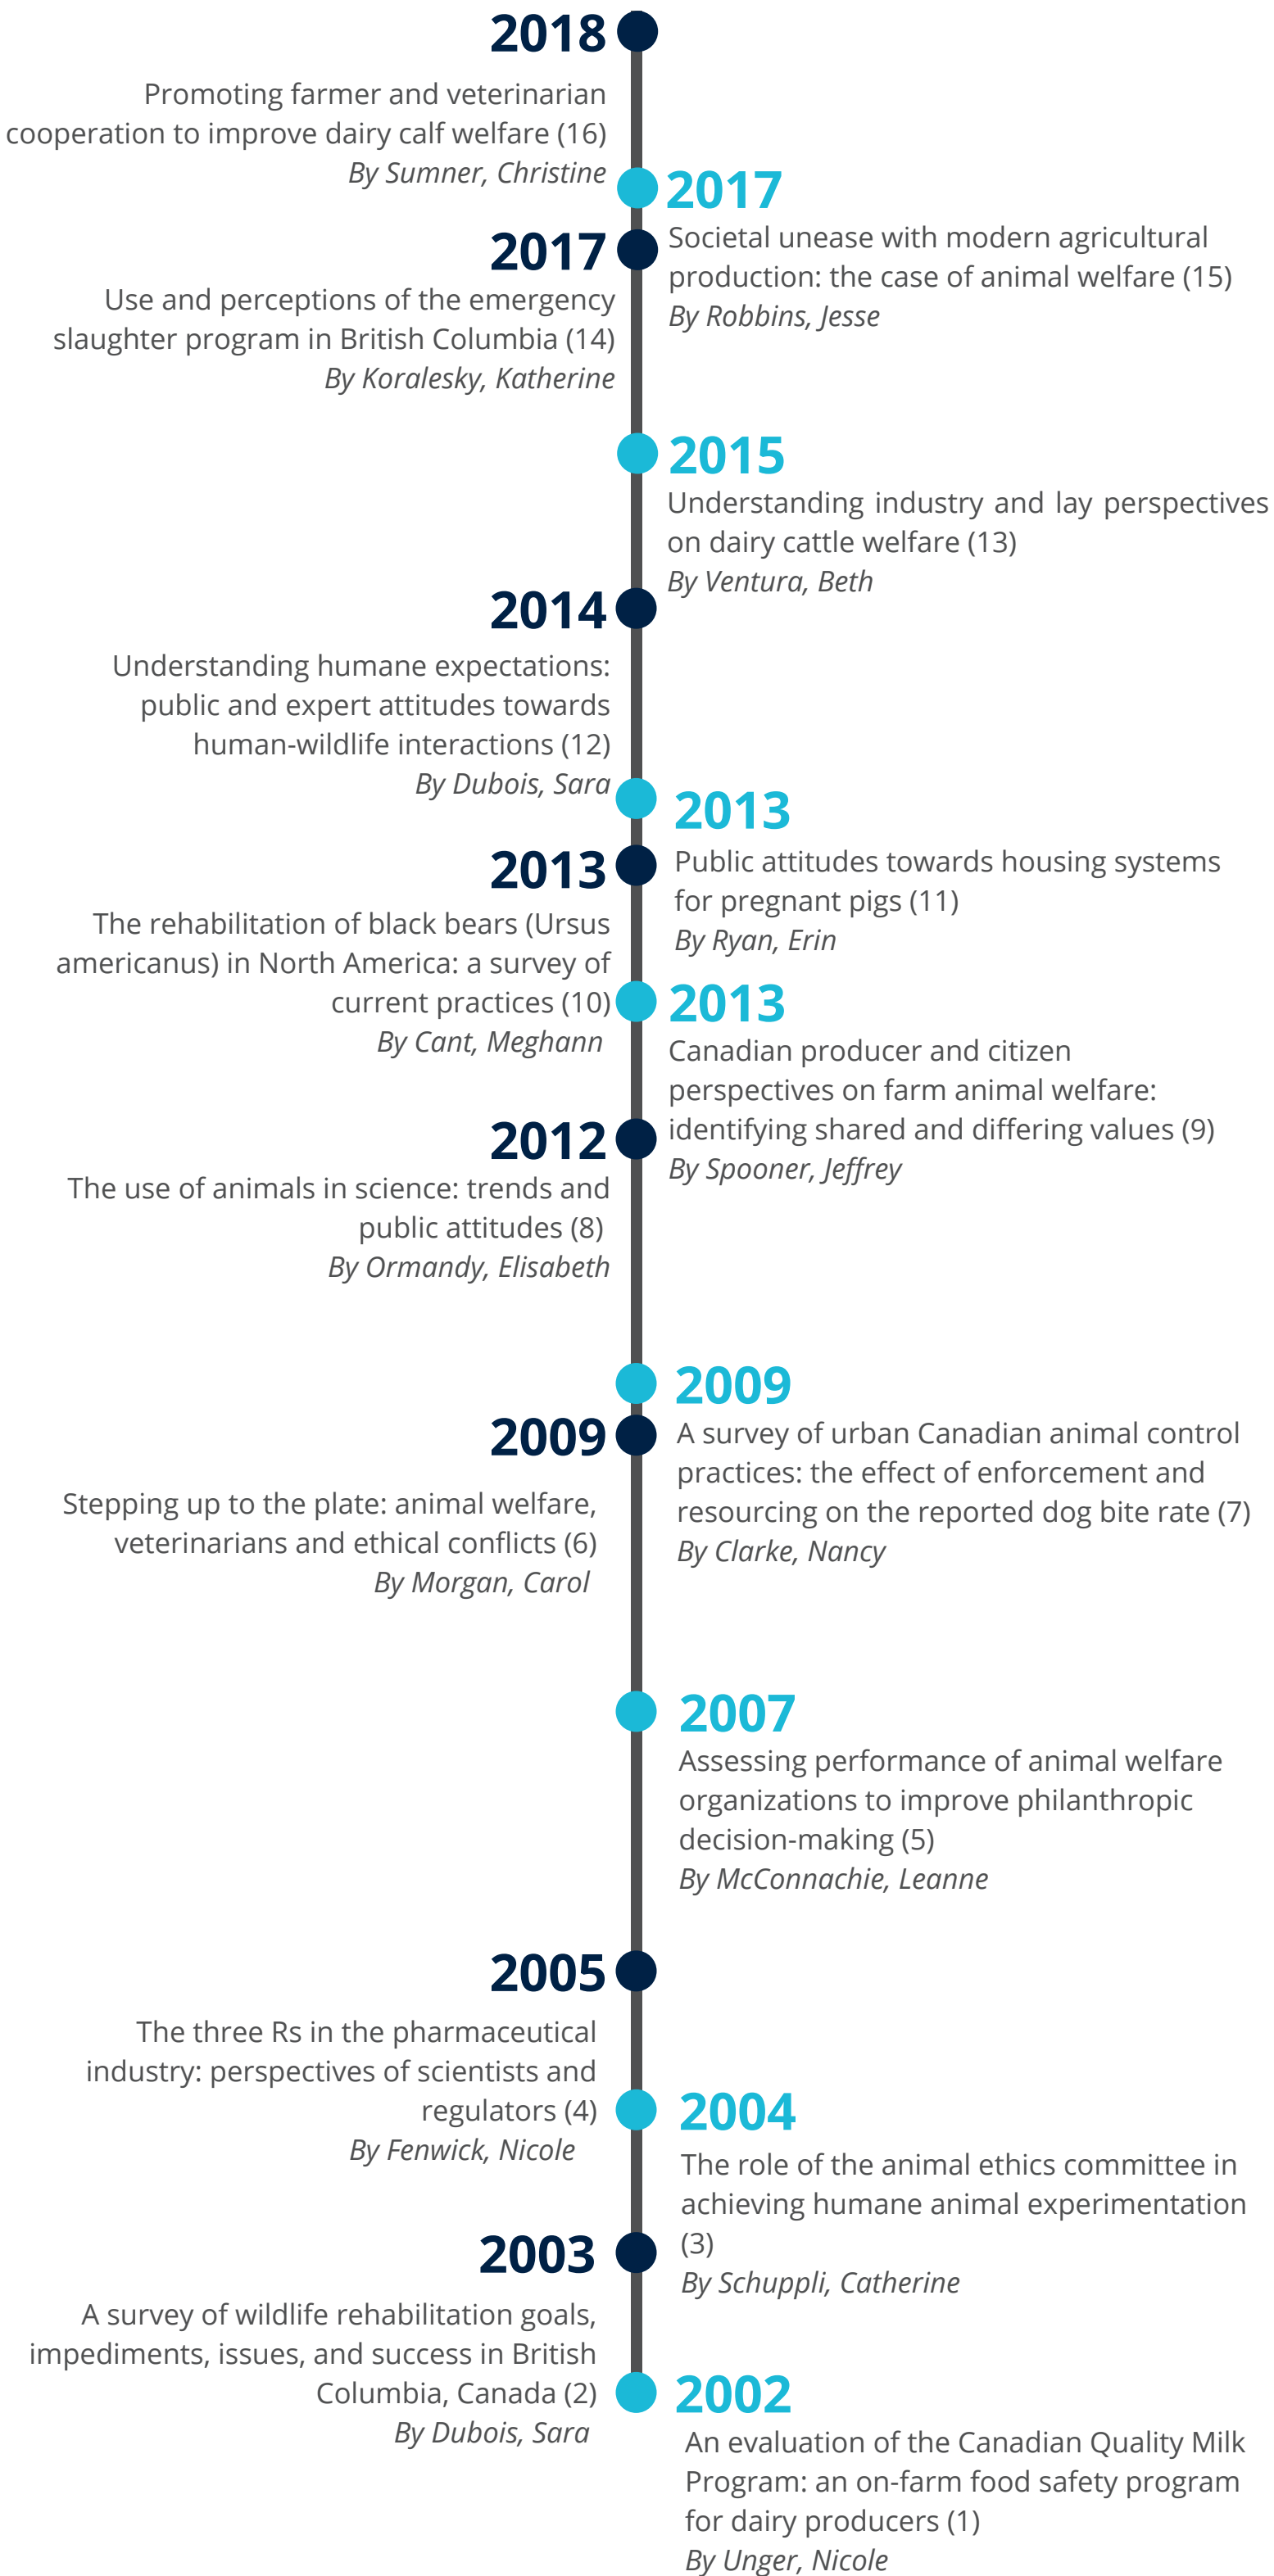 2018
Promoting farmer and veterinarian
cooperation to improve dairy calf welfare (16)
By Sumner, Christine
2017
Societal unease with modern agricultural
production: the case of animal welfare (15)
By Robbins, Jesse
2017
Use and perceptions of the emergency
slaughter program in British Columbia (14)
By Koralesky, Katherine
2015
Understanding industry and lay perspectives
on dairy cattle welfare (13)
By Ventura, Beth
2014
Understanding humane expectations:
public and expert attitudes towards
human-wildlife interactions (12)
By Dubois, Sara
2013
Public attitudes towards housing systems
for pregnant pigs (11)
By Ryan, Erin
2013
The rehabilitation of black bears (Ursus
americanus) in North America: a survey of
current practices (10)
By Cant, Meghann
2013
Canadian producer and citizen
perspectives on farm animal welfare:
identifying shared and differing values (9)
By Spooner, Jeffrey
2012
The use of animals in science: trends and
public attitudes (8)
By Ormandy, Elisabeth
2009
A survey of urban Canadian animal control
practices: the effect of enforcement and
resourcing on the reported dog bite rate (7)
By Clarke, Nancy
2009
Stepping up to the plate: animal welfare,
veterinarians and ethical conflicts (6)
By Morgan, Carol
2007
Assessing performance of animal welfare
organizations to improve philanthropic
decision-making (5)
By McConnachie, Leanne
2005
The three Rs in the pharmaceutical
industry: perspectives of scientists and
regulators (4)
By Fenwick, Nicole
2004
The role of the animal ethics committee in
achieving humane animal experimentation
(3)
By Schuppli, Catherine
2003
A survey of wildlife rehabilitation goals,
impediments, issues, and success in British
Columbia, Canada (2)
By Dubois, Sara
2002
An evaluation of the Canadian Quality Milk
Program: an on-farm food safety program
for dairy producers (1)
By Unger, Nicole